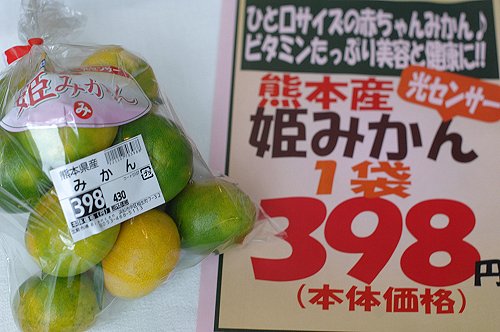 姫みかん
み
熊本県産
みかん
398
430
ひと口サイズの赤ちゃんみかん♪
ビタミンたっぷり美容と健康に!!
熊本産
光センサー
姫みかん
1袋
398円
(本体価格)